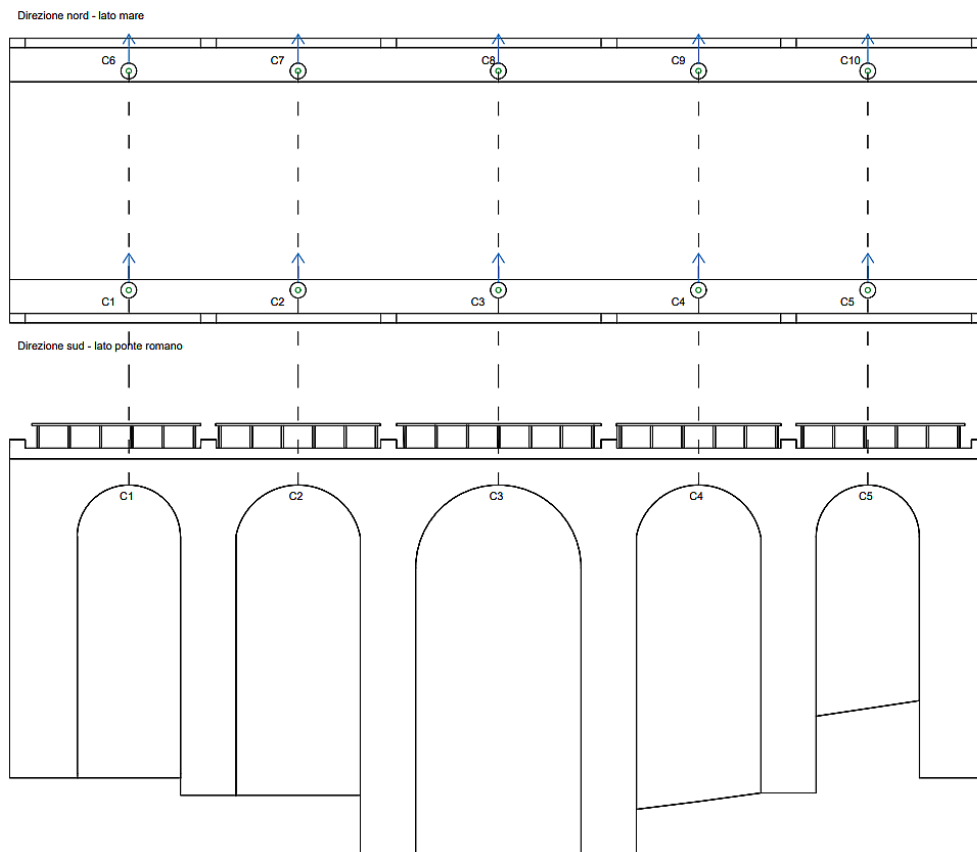 Direzione nord - lato mare
C6 C7 C8 C9 C10
C1 C2 C3 C4 C5
Direzione sud - lato ponte romano
C1 C2 C3 C4 C5